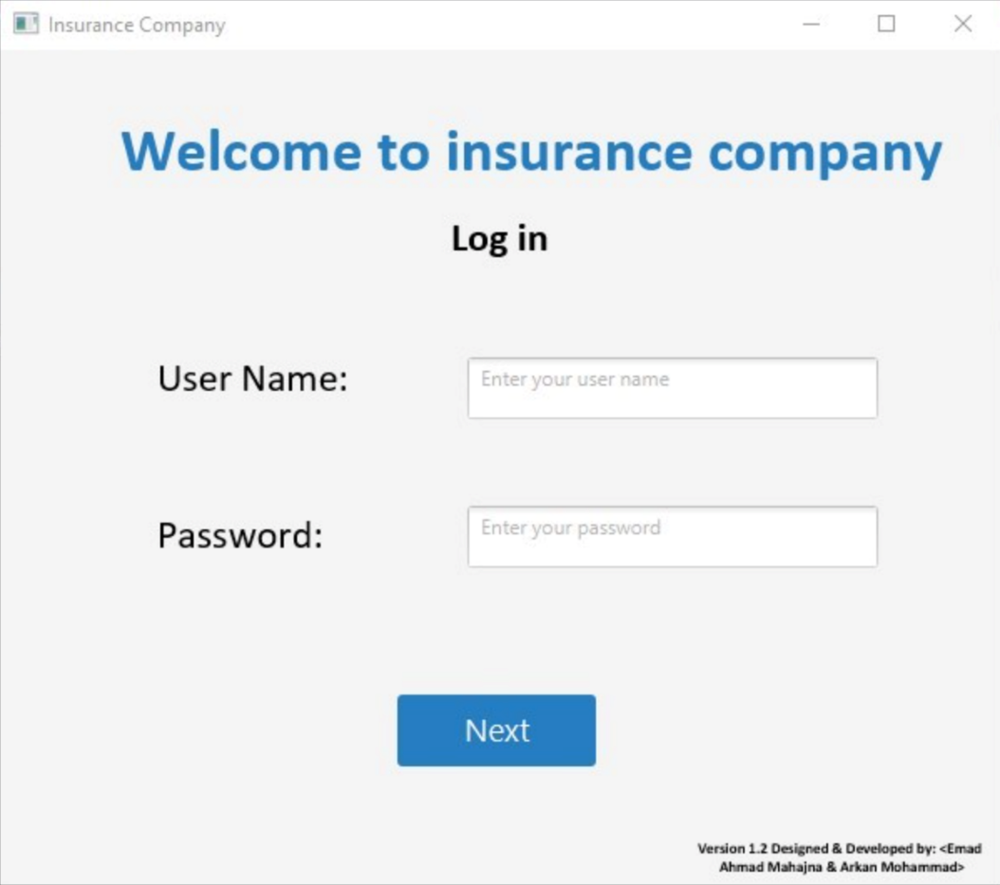 Insurance Company
Welcome to insurance company
Log in
User Name:
Enter your user name
Password:
Enter your password
Next
Version 1.2 Designed & Developed by: <Emad
Ahmad Mahajna & Arkan Mohammad>